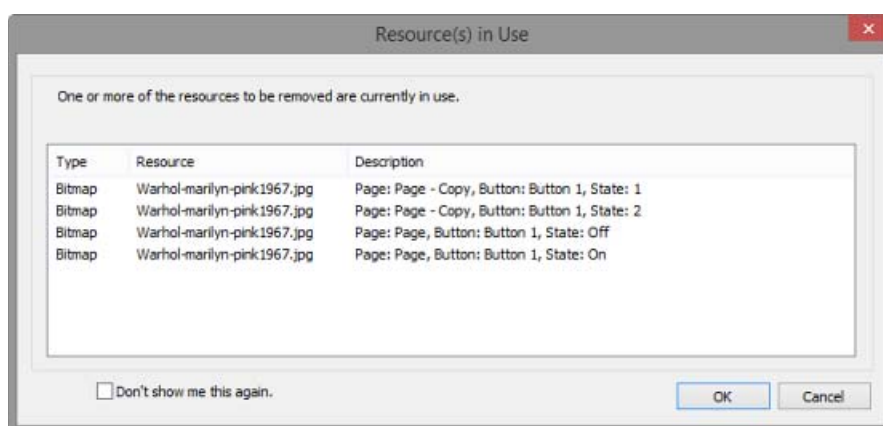 Resource(s) in Use
One or more of the resources to be removed are currently in use.
Type Resource Description
Bitmap Warhol-marilyn-pink1967.jpg Page: Page - Copy, Button: Button 1, State: 1
Bitmap Warhol-marilyn-pink1967.jpg Page: Page - Copy, Button: Button 1, State: 2
Bitmap Warhol-marilyn-pink1967.jpg Page: Page, Button: Button 1, State: Off
Bitmap Warhol-marilyn-pink1967.jpg Page: Page, Button: Button 1, State: On
Don't show me this again.
OK Cancel